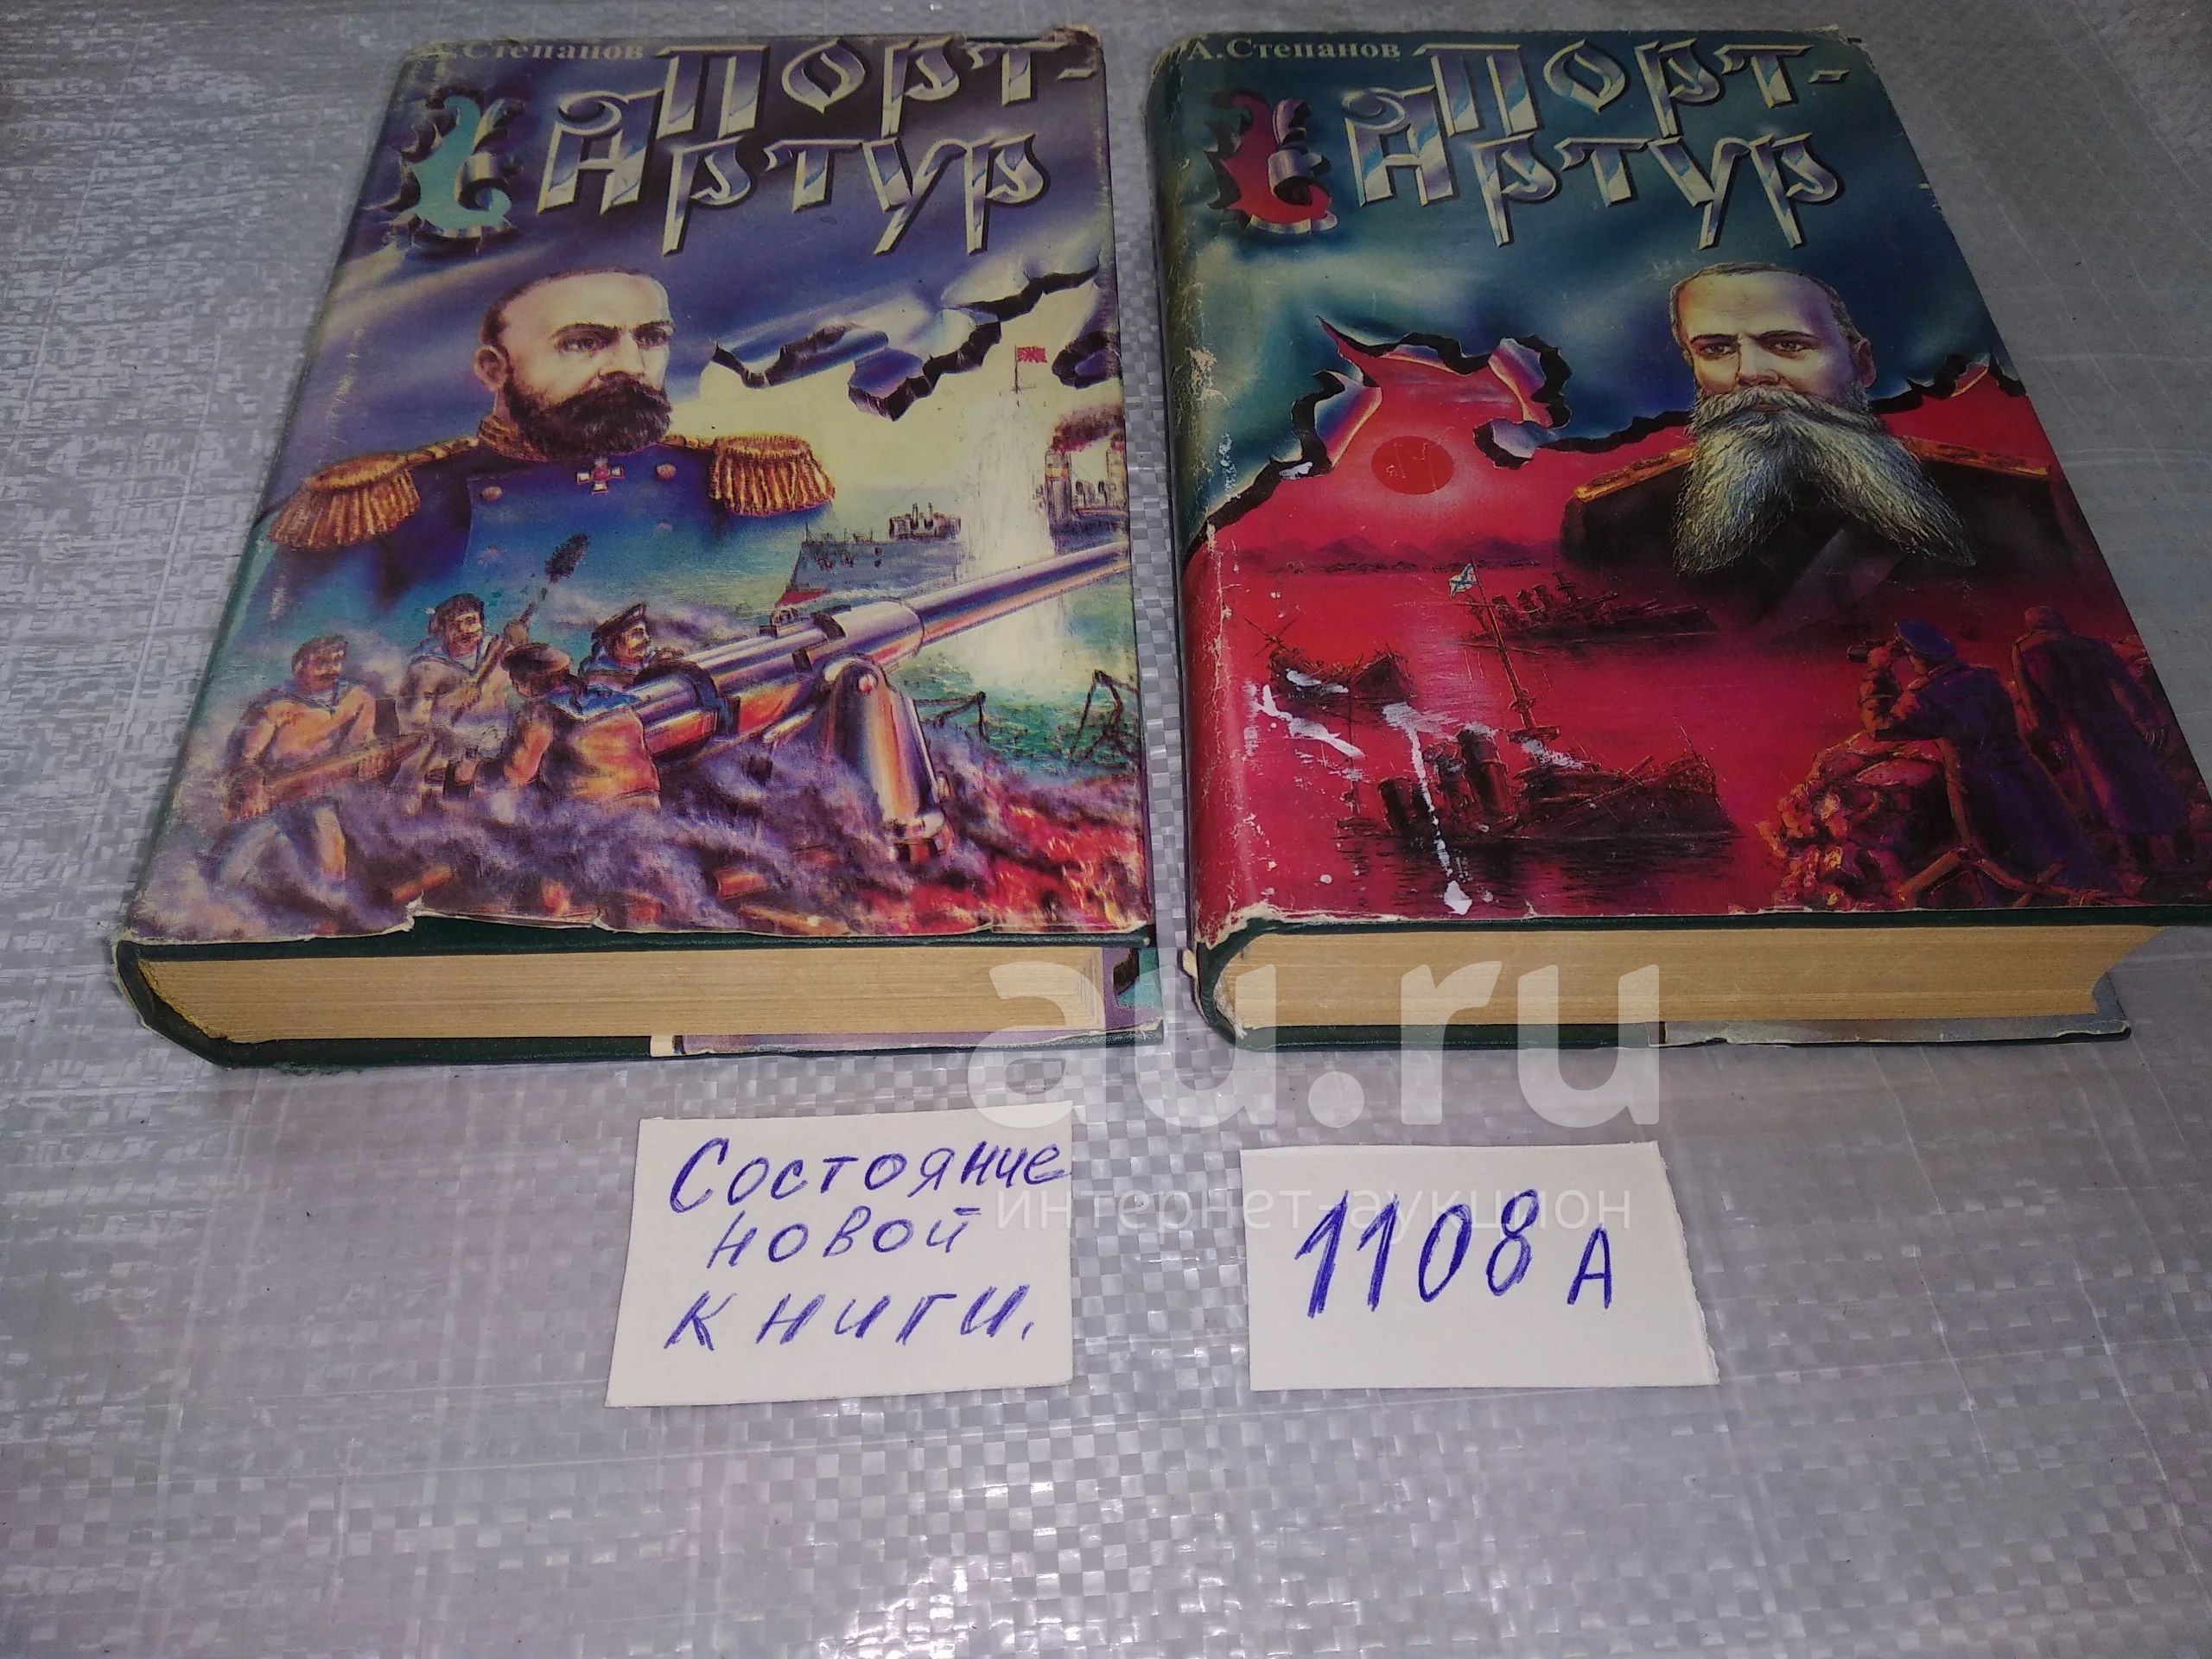 А.Степанов
ПОРТ-
АРТУР
А.Степанов
ПОРТ-
АРТУР
au.ru
интернет-аукцион
Состояние
новой
книги.
1108 А